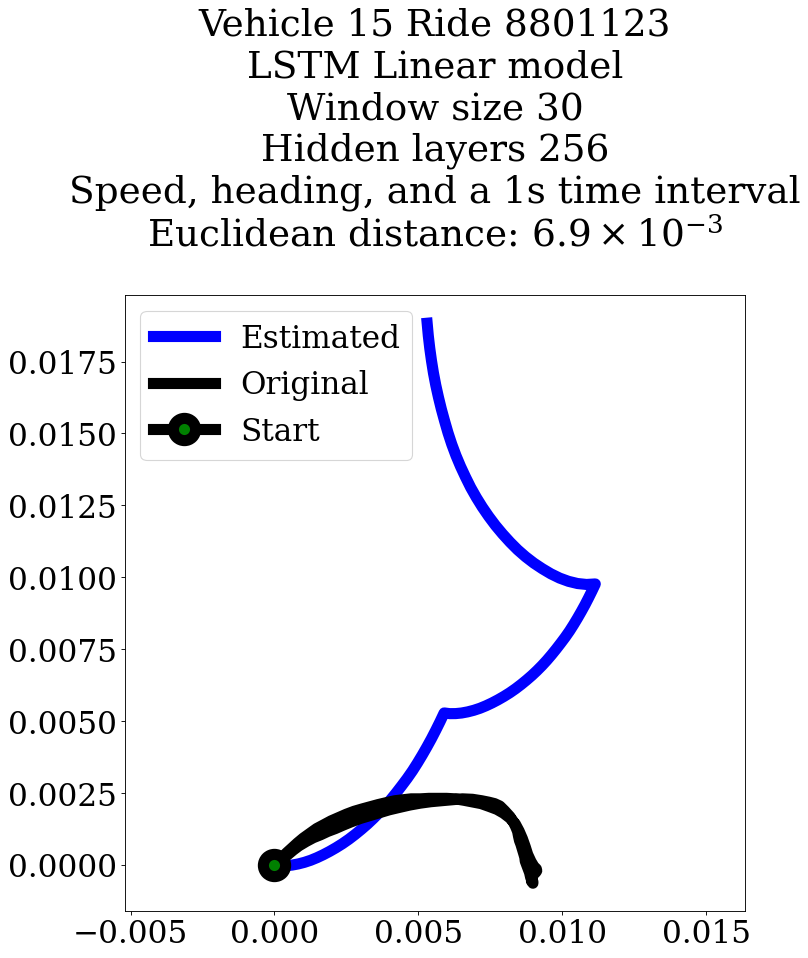 Vehicle 15 Ride 8801123
LSTM Linear model
Window size 30
Hidden layers 256
Speed, heading, and a 1s time interval
Euclidean distance: 6.9 × 10⁻³
Estimated
Original
Start
0.0175
0.0150
0.0125
0.0100
0.0075
0.0050
0.0025
0.0000
−0.005 0.000 0.005 0.010 0.015